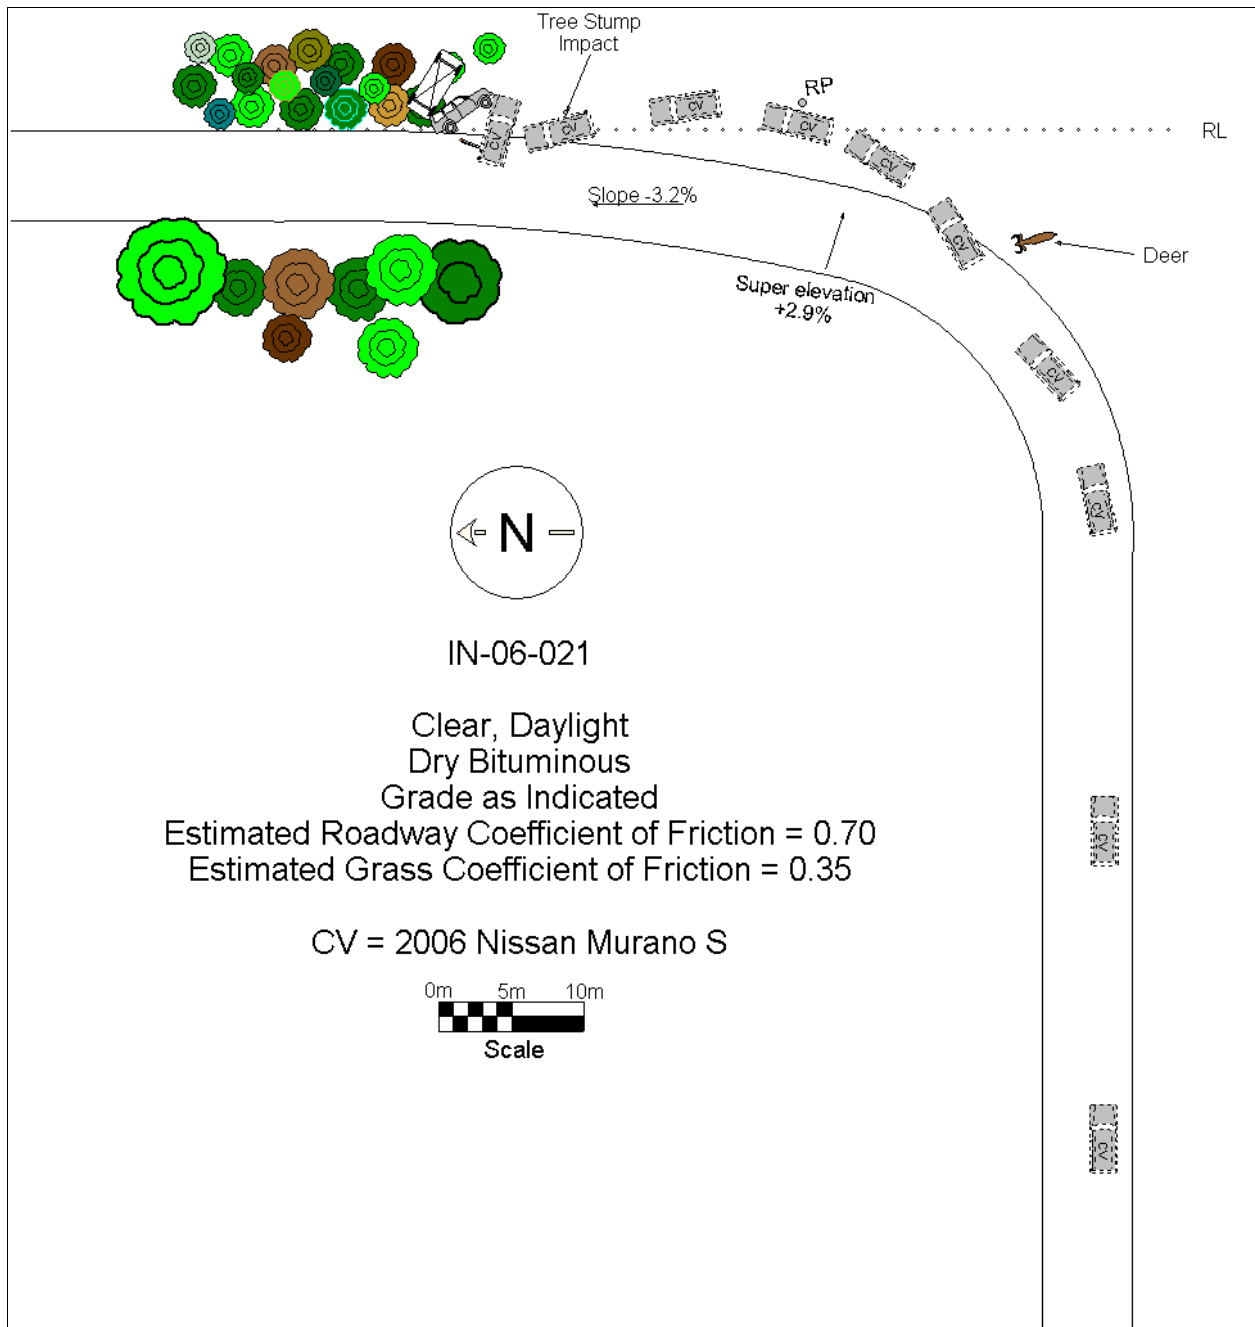 Tree Stump
Impact
RP
CV
CV
CV
CV
CV
RL
CV
Slope -3.2%
CV
Deer
Super elevation
+2.9%
CV
CV
N
IN-06-021
Clear, Daylight
Dry Bituminous
Grade as Indicated
Estimated Roadway Coefficient of Friction = 0.70
CV
Estimated Grass Coefficient of Friction = 0.35
CV = 2006 Nissan Murano S
0m 5m 10m
Scale
CV